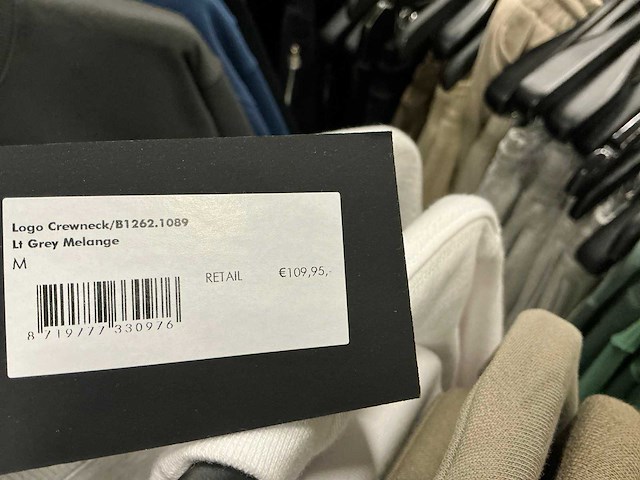 Logo Crewneck/B1262.1089
Lt Grey Melange
M
RETAIL €109,95,-
8 719777 330976